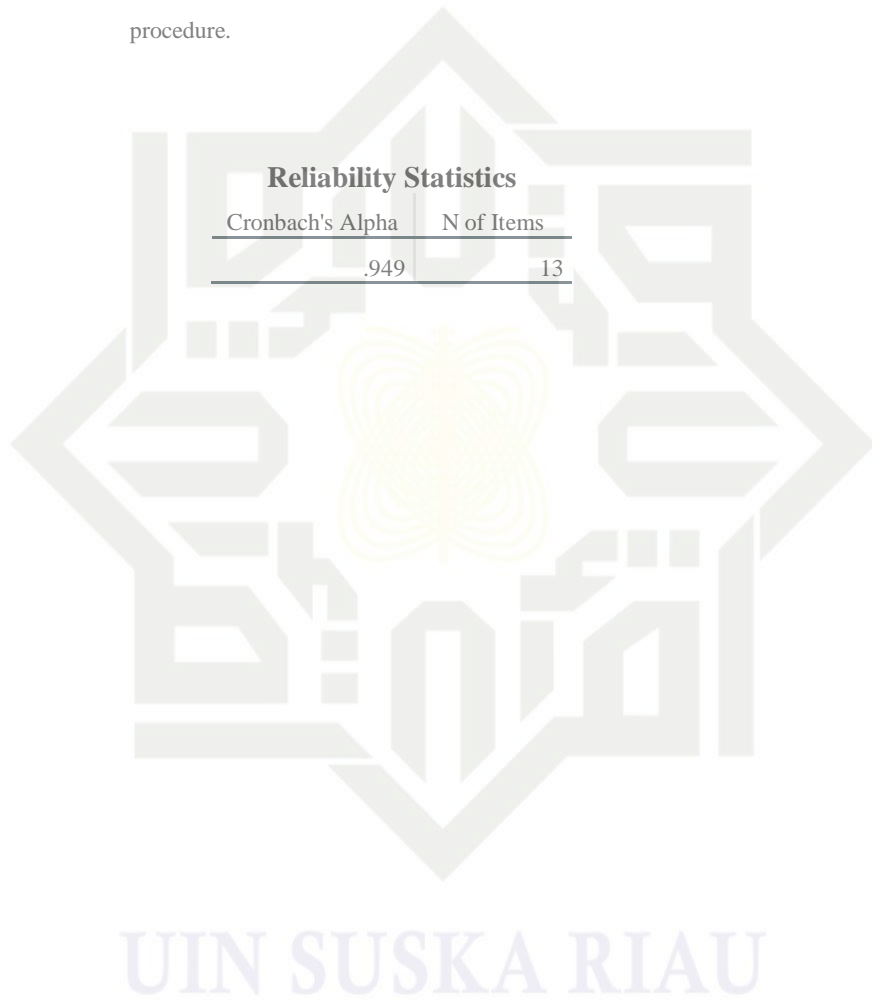 procedure.
Reliability Statistics
Cronbach's Alpha N of Items
.949 13
UIN SUSKA RIAU